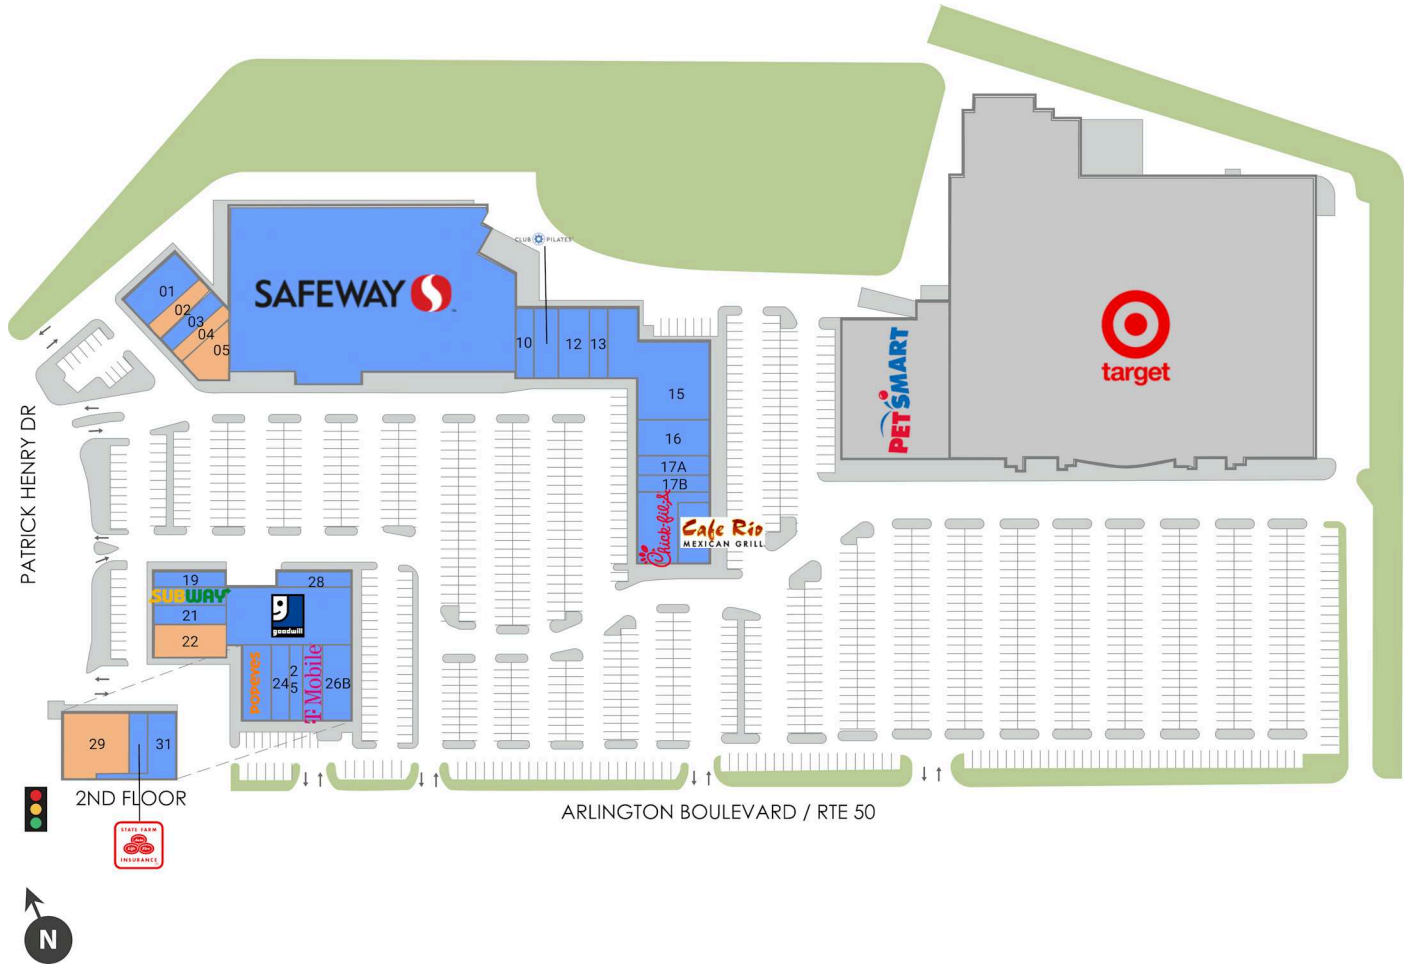 CLUB PILATES
SAFEWAY
01
02
03
04
05
10
12
13
15
16
17A
17B
Chick-fil-A
Cafe Rio
MEXICAN GRILL
PETSMART
target
PATRICK HENRY DR
19
SUBWAY
21
22
28
g
goodwill
POPEYES
24
25
T Mobile
26B
29
31
2ND FLOOR
STATE FARM
INSURANCE
ARLINGTON BOULEVARD / RTE 50
N